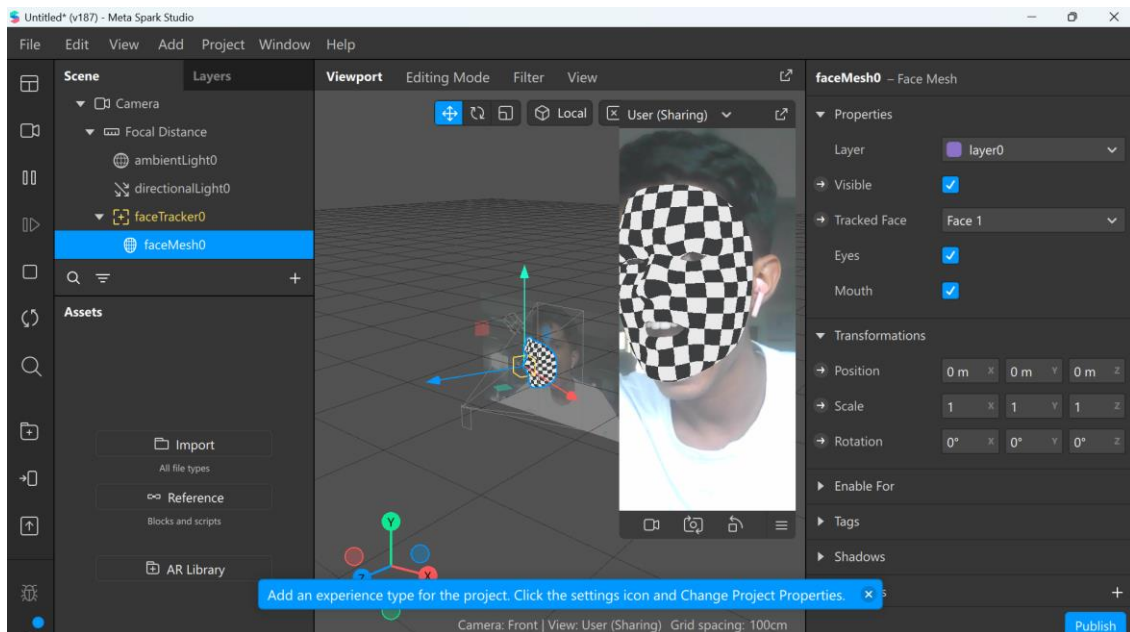 Untitled* (v187) - Meta Spark Studio
File Edit View Add Project Window Help
Scene Layers
Camera
Focal Distance
ambientLight0
directionalLight0
faceTracker0
faceMesh0
Assets
Import
All file types
Reference
Blocks and scripts
AR Library
Viewport Editing Mode Filter View
Local
User (Sharing)
Y
X
Z
Add an experience type for the project. Click the settings icon and Change Project Properties.
Camera: Front | View: User (Sharing) Grid spacing: 100cm
faceMesh0 – Face Mesh
Properties
Layer layer0
Visible
Tracked Face Face 1
Eyes
Mouth
Transformations
Position 0 m X 0 m Y 0 m Z
Scale 1 X 1 Y 1 Z
Rotation 0° X 0° Y 0° Z
Enable For
Tags
Shadows
Publish